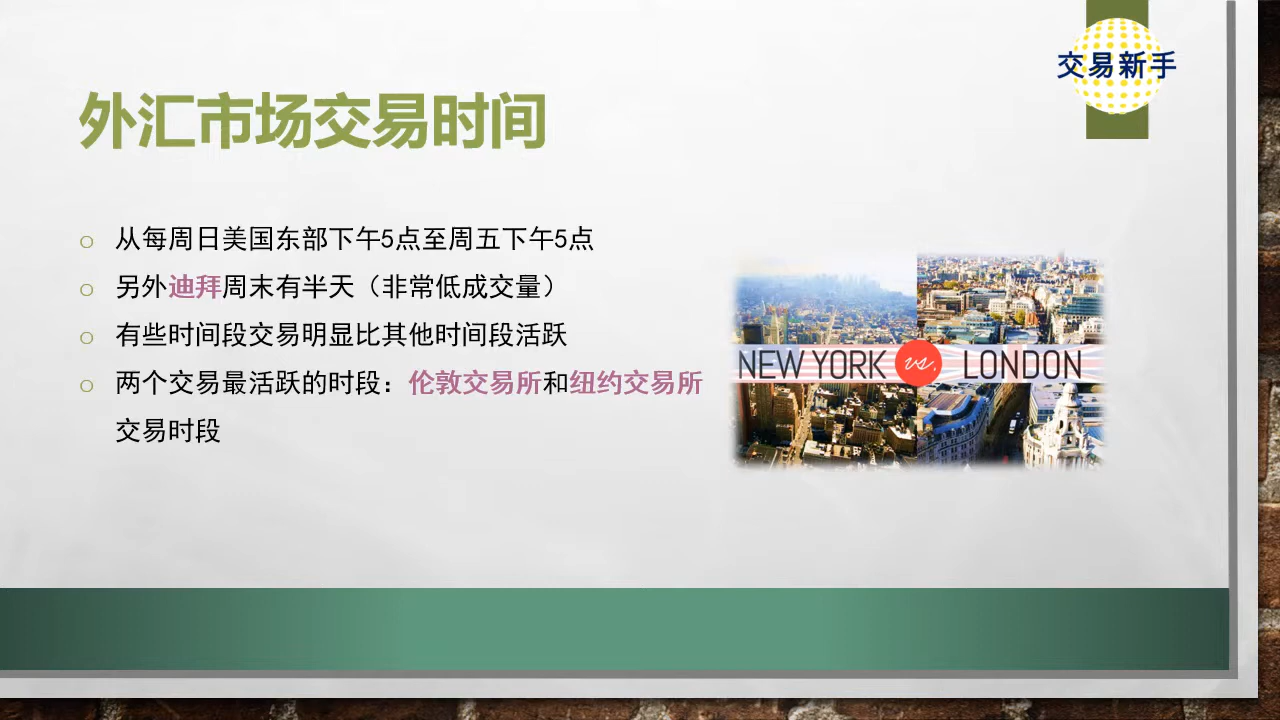 交易新手
外汇市场交易时间
从每周日美国东部下午5点至周五下午5点
另外迪拜周末有半天（非常低成交量）
有些时间段交易明显比其他时间段活跃
两个交易最活跃的时段：伦敦交易所和纽约交易所
交易时段
NEW YORK vs. LONDON